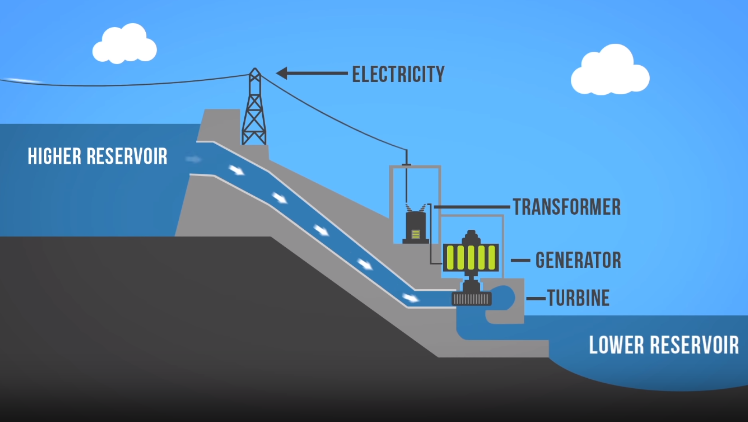 ELECTRICITY
HIGHER RESERVOIR
TRANSFORMER
GENERATOR
TURBINE
LOWER RESERVOIR